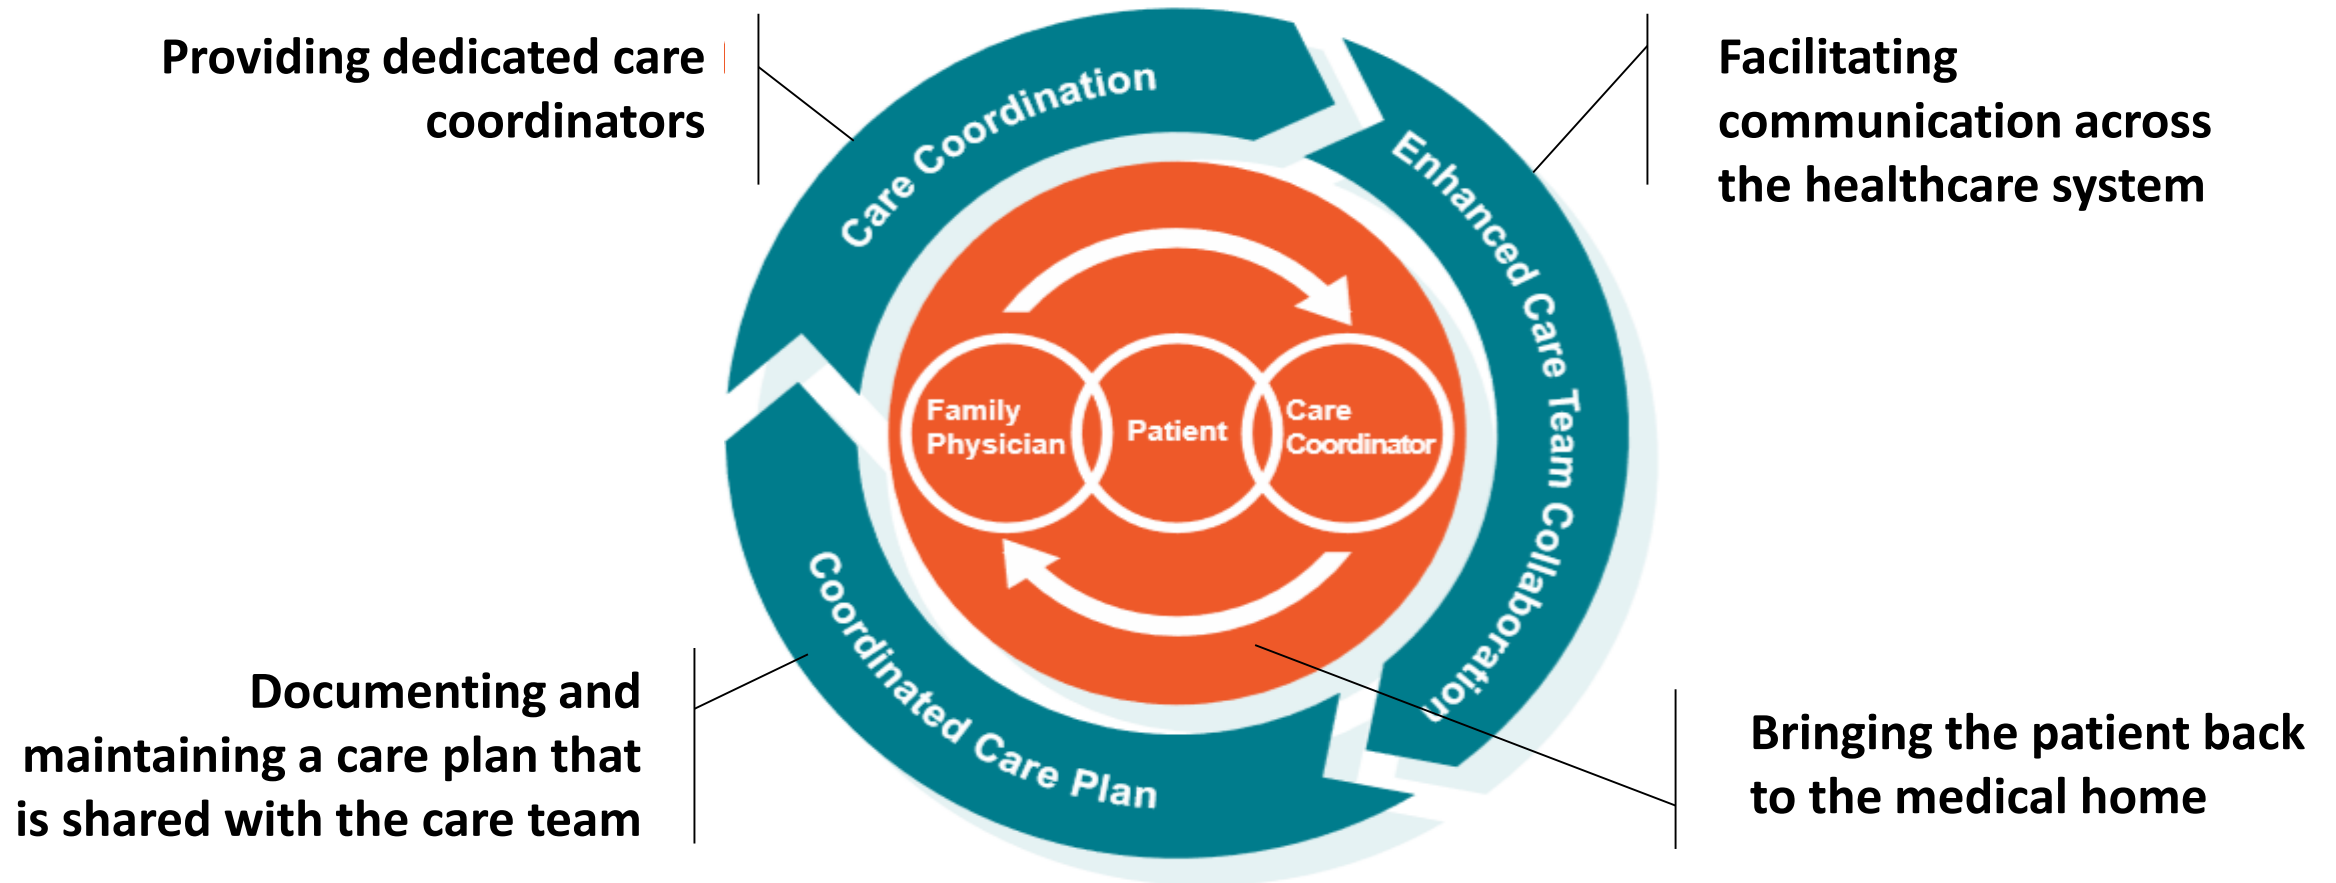 Providing dedicated care
coordinators
Facilitating
communication across
the healthcare system
Care Coordination
Enhanced Care Team Collaboration
Family
Physician
Patient
Care
Coordinator
Coordinated Care Plan
Documenting and
maintaining a care plan that
is shared with the care team
Bringing the patient back
to the medical home